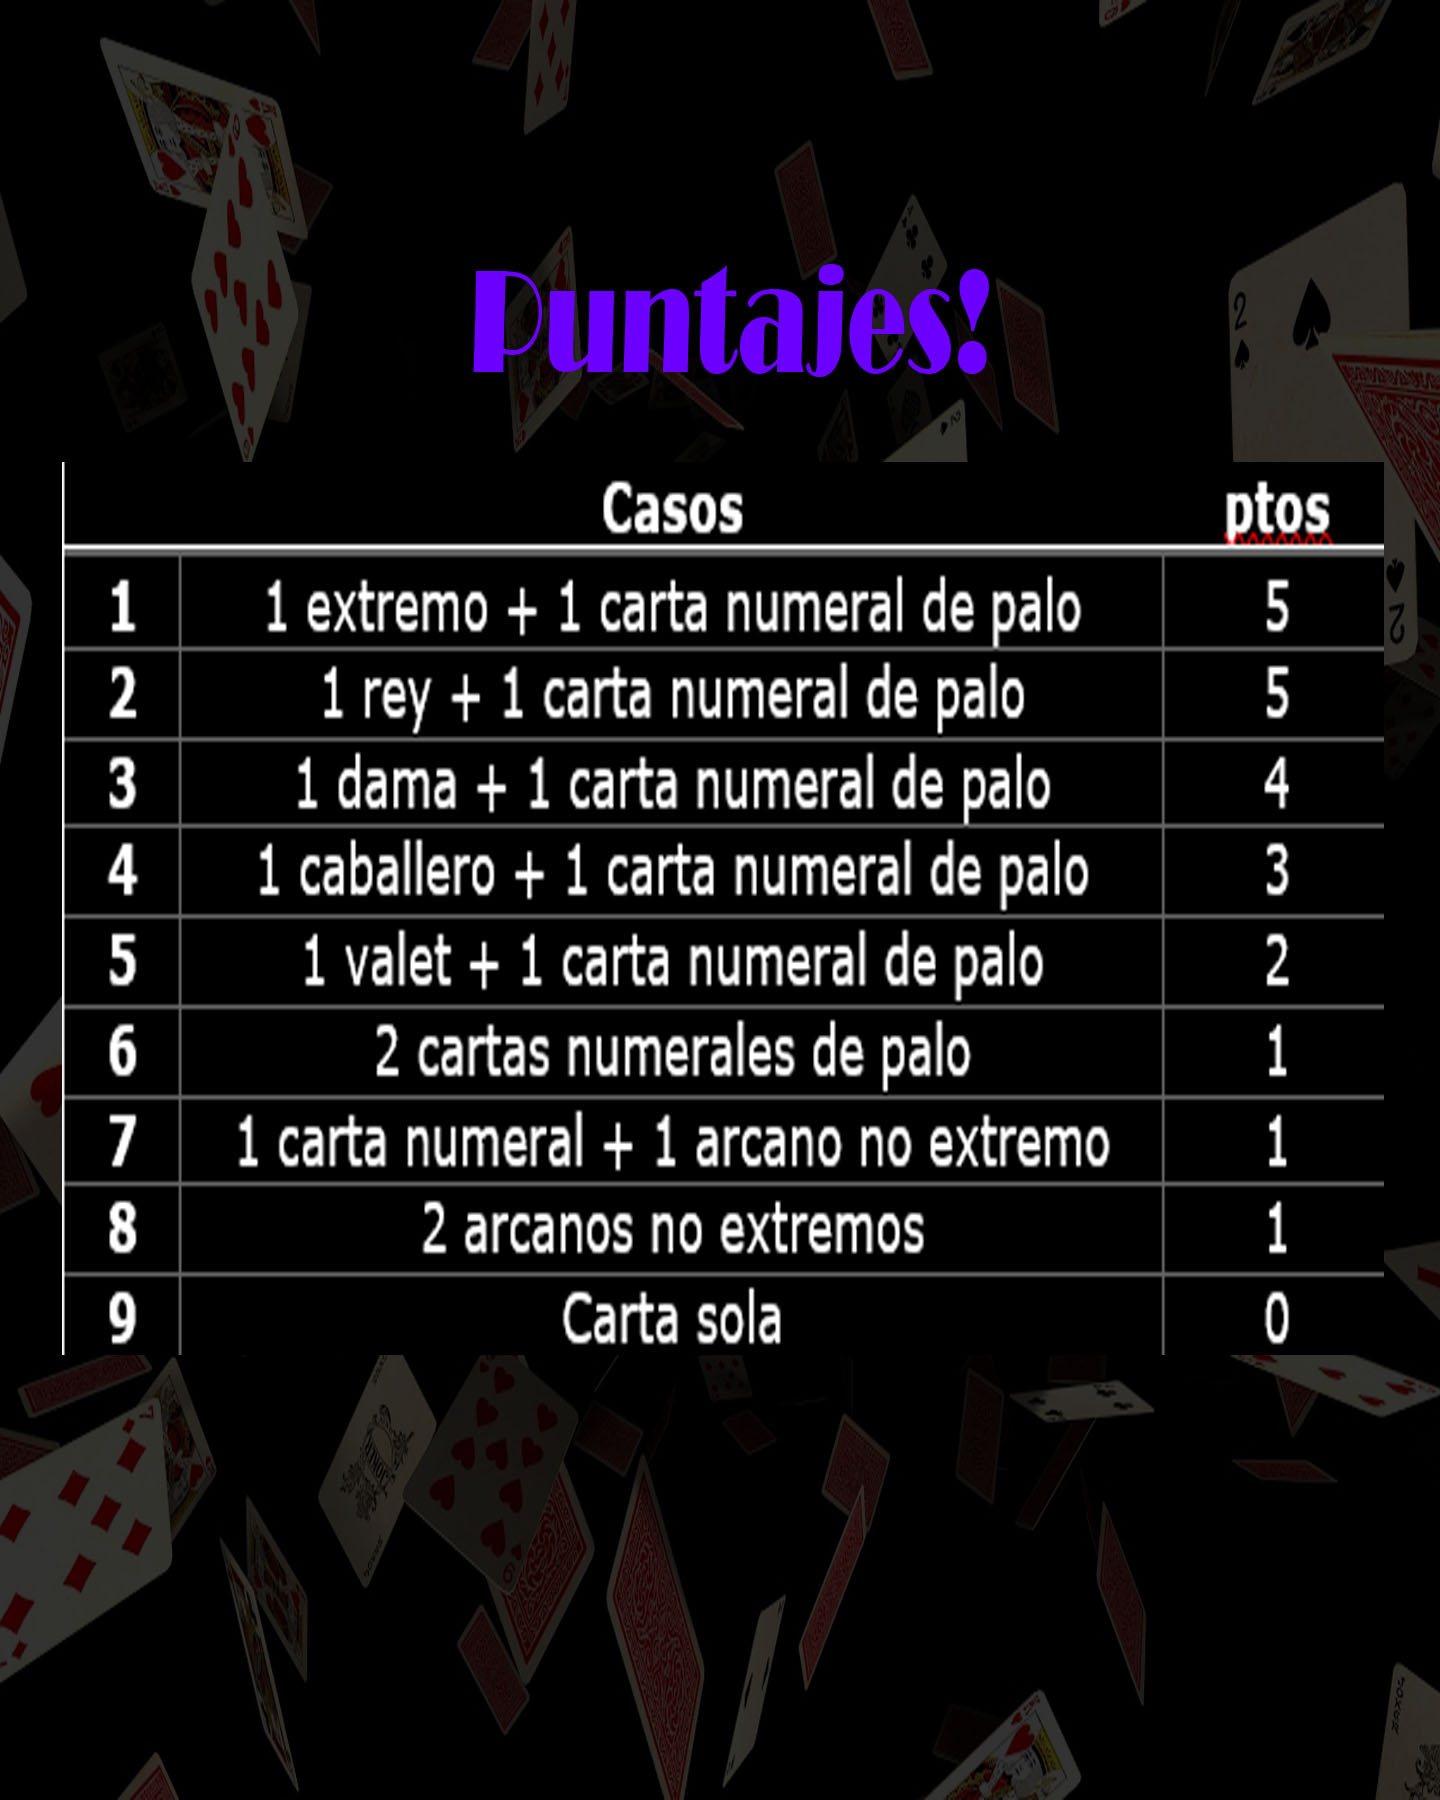 Puntajes!
Casos ptos
1 1 extremo + 1 carta numeral de palo 5
2 1 rey + 1 carta numeral de palo 5
3 1 dama + 1 carta numeral de palo 4
4 1 caballero + 1 carta numeral de palo 3
5 1 valet + 1 carta numeral de palo 2
6 2 cartas numerales de palo 1
7 1 carta numeral + 1 arcano no extremo 1
8 2 arcanos no extremos 1
9 Carta sola 0
2
2